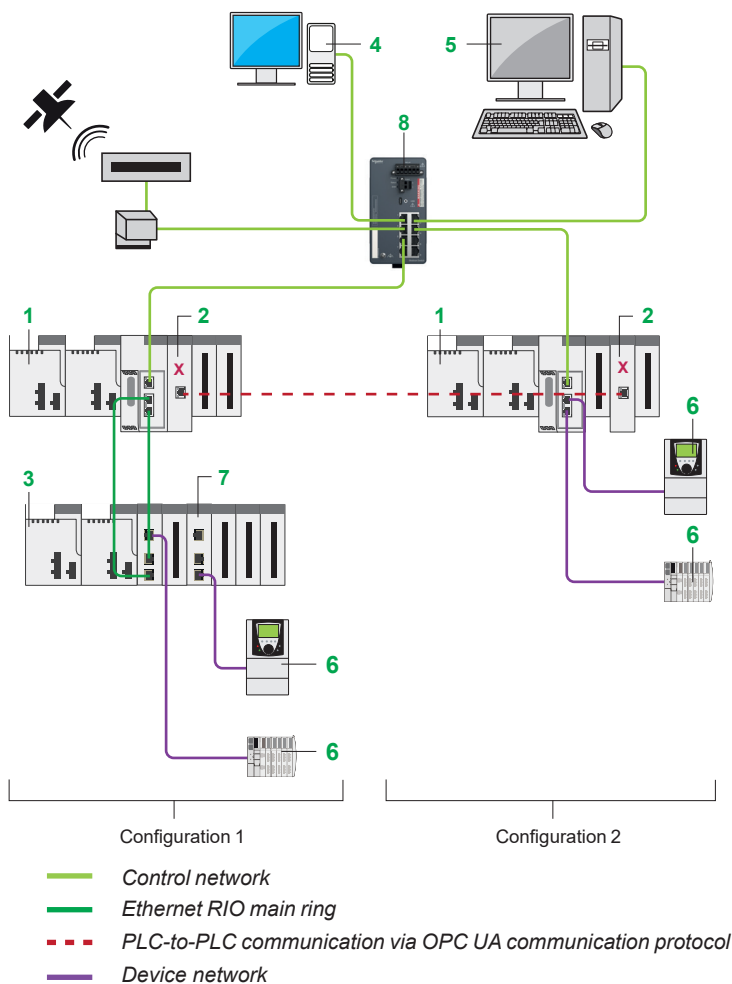 4
5
8
1
2
1
2
6
3
7
6
6
6
X
X
Configuration 1
Configuration 2
Control network
Ethernet RIO main ring
PLC-to-PLC communication via OPC UA communication protocol
Device network